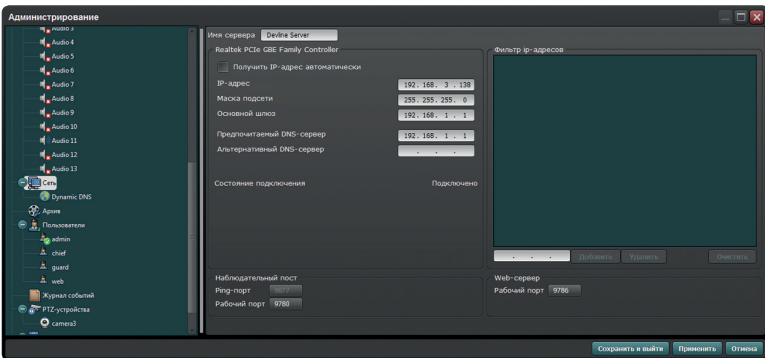 Администрирование
Audio 3
Audio 4
Audio 5
Audio 6
Audio 7
Audio 8
Audio 9
Audio 10
Audio 11
Audio 12
Audio 13
Сеть
Dynamic DNS
Архив
Пользователи
admin
chief
guard
web
Журнал событий
PTZ-устройства
camera3
Имя сервера Devline Server
Realtek PCIe GBE Family Controller
Получить IP-адрес автоматически
IP-адрес 192. 168. 3 . 138
Маска подсети 255. 255. 255. 0
Основной шлюз 192. 168. 1 . 1
Предпочитаемый DNS-сервер 192. 168. 1 . 1
Альтернативный DNS-сервер . . .
Состояние подключения Подключено
Наблюдательный пост
Ping-порт
Рабочий порт 9780
Фильтр ip-адресов
. . . Добавить Удалить Очистить
Web-сервер
Рабочий порт 9786
Сохранить и выйти Применить Отмена